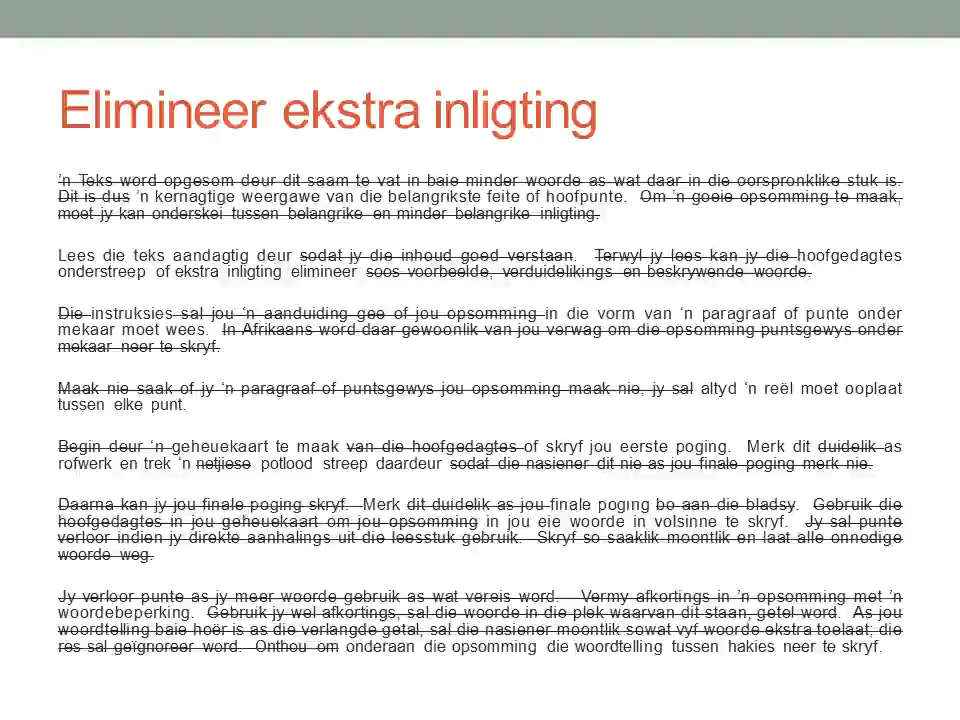 Elimineer ekstra inligting
’n Teks word opgesom deur dit saam te vat in baie minder woorde as wat daar in die oorspronklike stuk is.
Dit is dus ’n kernagtige weergawe van die belangrikste feite of hoofpunte. Om ’n goeie opsomming te maak,
moet jy kan onderskei tussen belangrike en minder belangrike inligting.
Lees die teks aandagtig deur sodat jy die inhoud goed verstaan. Terwyl jy lees kan jy die hoofgedagtes
onderstreep of ekstra inligting elimineer soos voorbeelde, verduidelikings en beskrywende woorde.
Die instruksies sal jou ‘n aanduiding gee of jou opsomming in die vorm van ‘n paragraaf of punte onder
mekaar moet wees. In Afrikaans word daar gewoonlik van jou verwag om die opsomming puntsgewys onder
mekaar neer te skryf.
Maak nie saak of jy ‘n paragraaf of puntsgewys jou opsomming maak nie, jy sal altyd ‘n reël moet ooplaat
tussen elke punt.
Begin deur ‘n geheuekaart te maak van die hoofgedagtes of skryf jou eerste poging. Merk dit duidelik as
rofwerk en trek ‘n netjiese potlood streep daardeur sodat die nasiener dit nie as jou finale poging merk nie.
Daarna kan jy jou finale poging skryf. Merk dit duidelik as jou finale poging bo aan die bladsy. Gebruik die
hoofgedagtes in jou geheuekaart om jou opsomming in jou eie woorde in volsinne te skryf. Jy sal punte
verloor indien jy direkte aanhalings uit die leesstuk gebruik. Skryf so saaklik moontlik en laat alle onnodige
woorde weg.
Jy verloor punte as jy meer woorde gebruik as wat vereis word. Vermy afkortings in ’n opsomming met ’n
woordebeperking. Gebruik jy wel afkortings, sal die woorde in die plek waarvan dit staan, getel word. As jou
woordtelling baie hoër is as die verlangde getal, sal die nasiener moontlik sowat vyf woorde ekstra toelaat; die
res sal geïgnoreer word. Onthou om onderaan die opsomming die woordtelling tussen hakies neer te skryf.